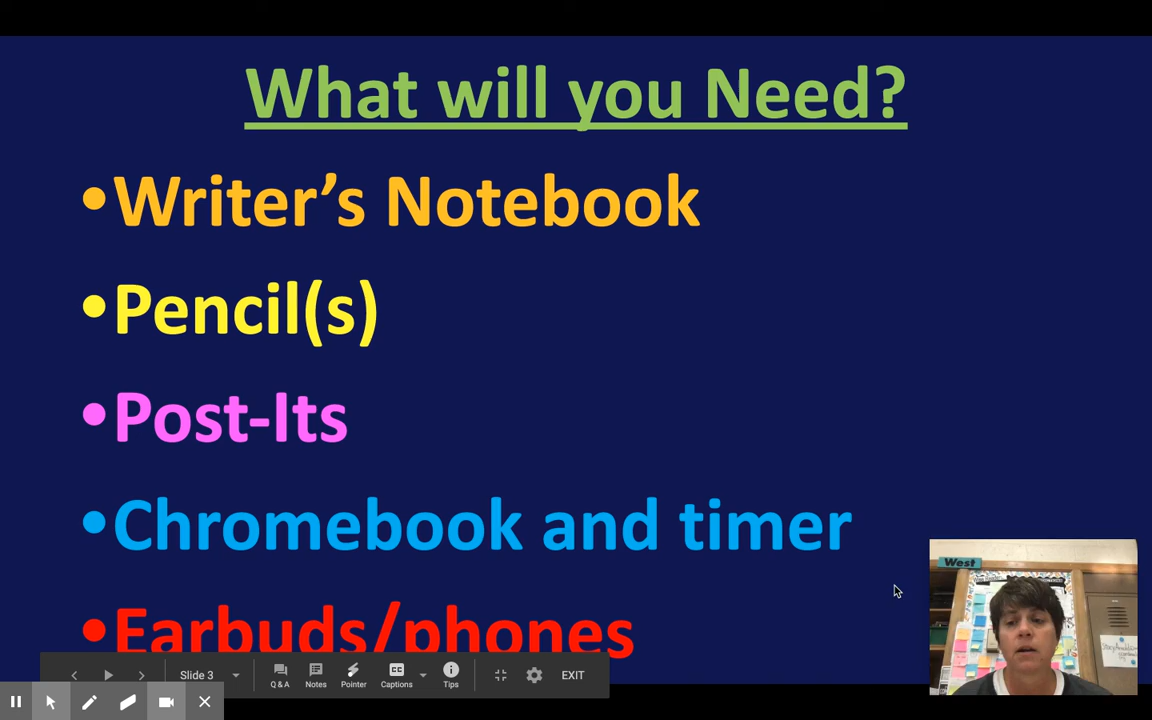 What will you Need?
•Writer's Notebook
•Pencil(s)
•Post-Its
•Chromebook and timer
•Earbuds/phones
Slide 3
Q & A
Notes
Pointer
Captions
Tips
EXIT
West